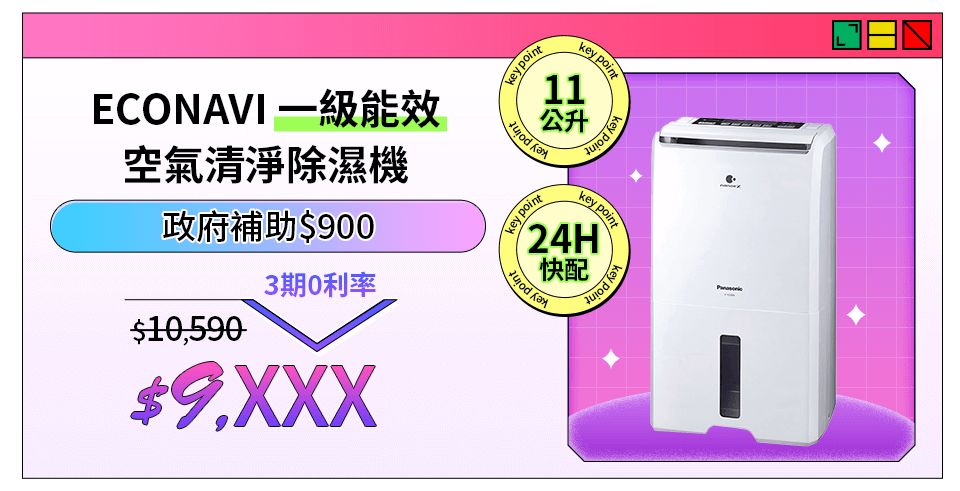 ECONAVI 一級能效
空氣清淨除濕機
政府補助$900
3期0利率
$10,590
$9,XXX
key point key point
11
公升
key point key point
key point key point
24H
快配
key point key point
nanoe X
Panasonic